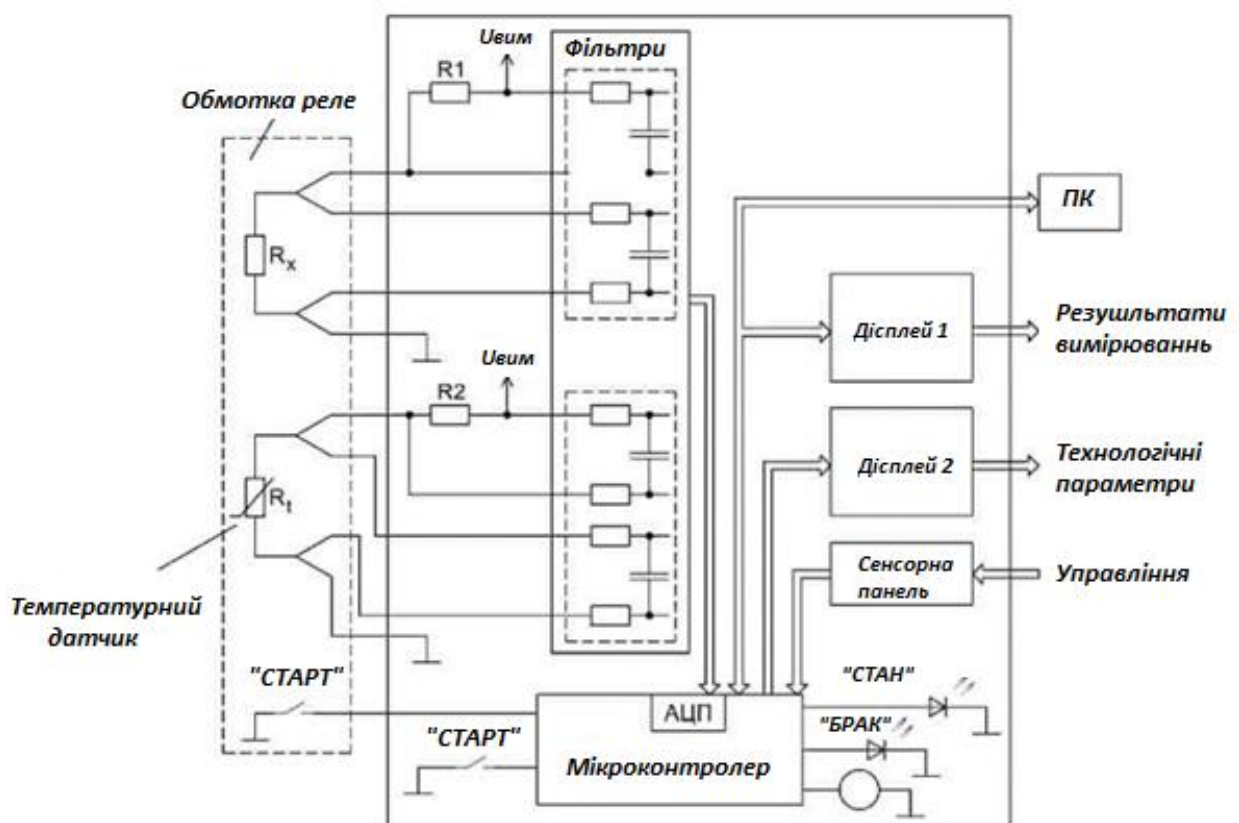 Uвим
Фільтри
R1
Обмотка реле
ПК
Rx
Дісплей 1
Резушльтати
вимірюваннь
Uвим
R2
Дісплей 2
Технологічні
параметри
Rt
Сенсорна
панель
Управління
Температурний
датчик
"СТАРТ"
"СТАН"
АЦП
"БРАК"
"СТАРТ"
Мікроконтролер